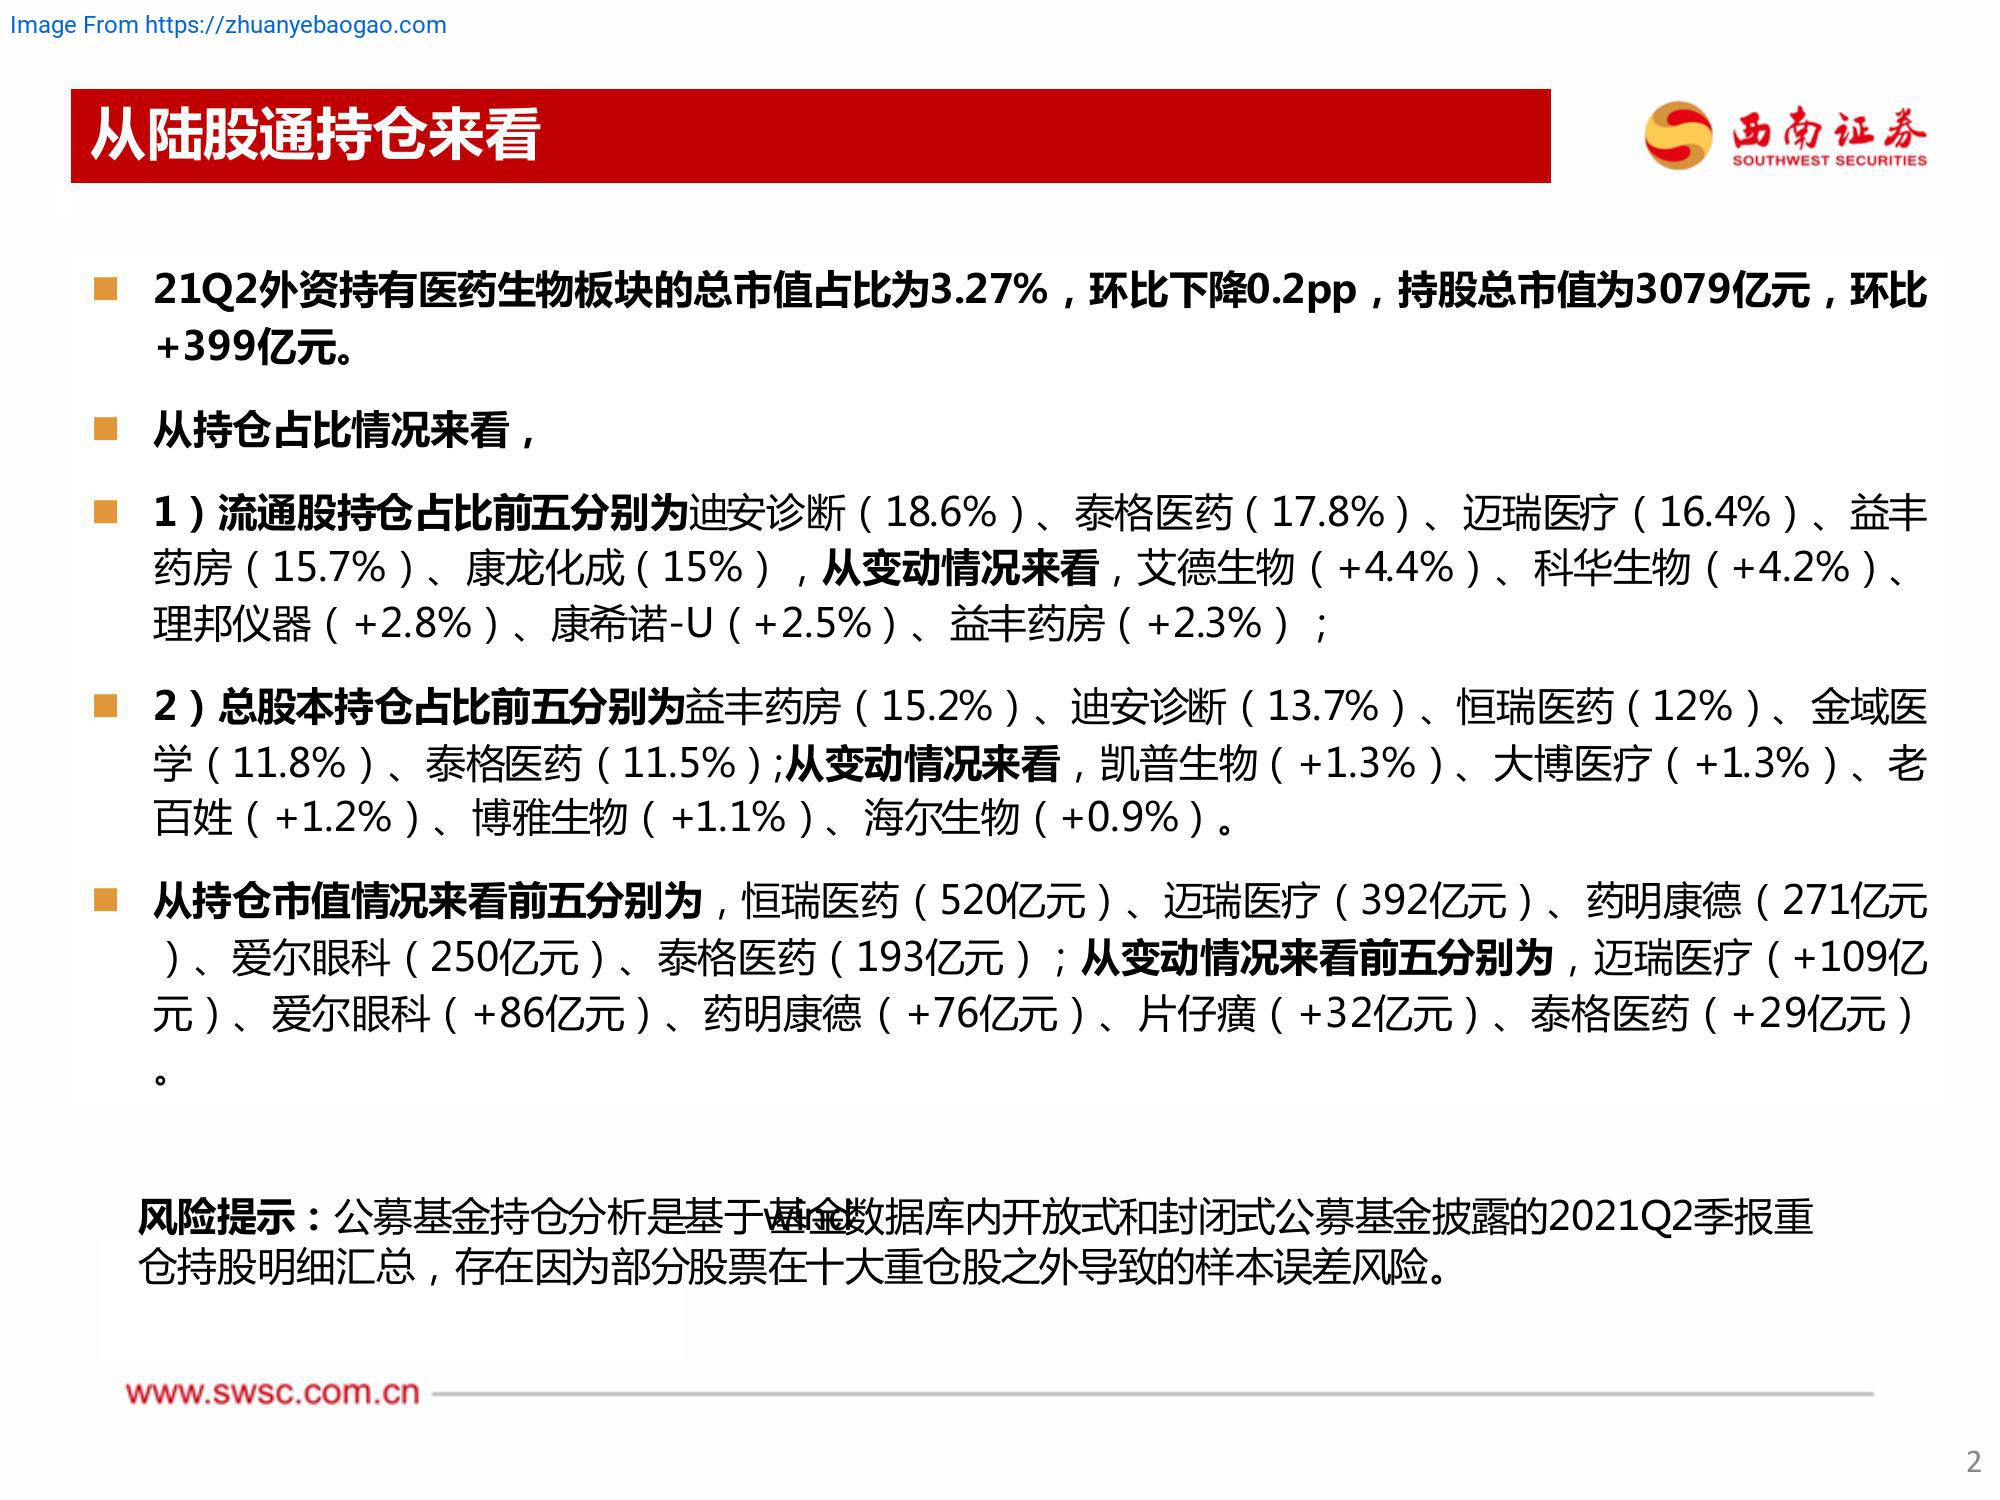 Image From https://zhuanyebaogao.com
从陆股通持仓来看
西南证券
SOUTHWEST SECURITIES
21Q2外资持有医药生物板块的总市值占比为3.27%，环比下降0.2pp，持股总市值为3079亿元，环比
+399亿元。
从持仓占比情况来看，
1）流通股持仓占比前五分别为迪安诊断（18.6%）、泰格医药（17.8%）、迈瑞医疗（16.4%）、益丰
药房（15.7%）、康龙化成（15%），从变动情况来看，艾德生物（+4.4%）、科华生物（+4.2%）、
理邦仪器（+2.8%）、康希诺-U（+2.5%）、益丰药房（+2.3%）；
2）总股本持仓占比前五分别为益丰药房（15.2%）、迪安诊断（13.7%）、恒瑞医药（12%）、金域医
学（11.8%）、泰格医药（11.5%）;从变动情况来看，凯普生物（+1.3%）、大博医疗（+1.3%）、老
百姓（+1.2%）、博雅生物（+1.1%）、海尔生物（+0.9%）。
从持仓市值情况来看前五分别为，恒瑞医药（520亿元）、迈瑞医疗（392亿元）、药明康德（271亿元
）、爱尔眼科（250亿元）、泰格医药（193亿元）；从变动情况来看前五分别为，迈瑞医疗（+109亿
元）、爱尔眼科（+86亿元）、药明康德（+76亿元）、片仔癀（+32亿元）、泰格医药（+29亿元）
。
风险提示：公募基金持仓分析是基于wind基金数据库内开放式和封闭式公募基金披露的2021Q2季报重
仓持股明细汇总，存在因为部分股票在十大重仓股之外导致的样本误差风险。
www.swsc.com.cn
2